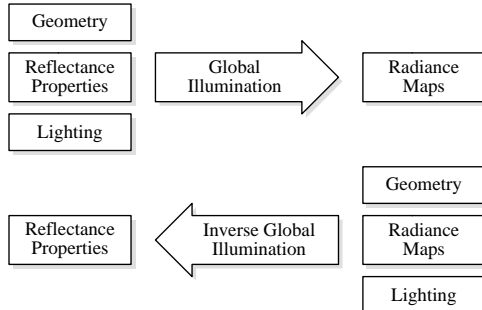 Geometry
Reflectance
Properties
Lighting
Global
Illumination
Radiance
Maps
Reflectance
Properties
Inverse Global
Illumination
Geometry
Radiance
Maps
Lighting